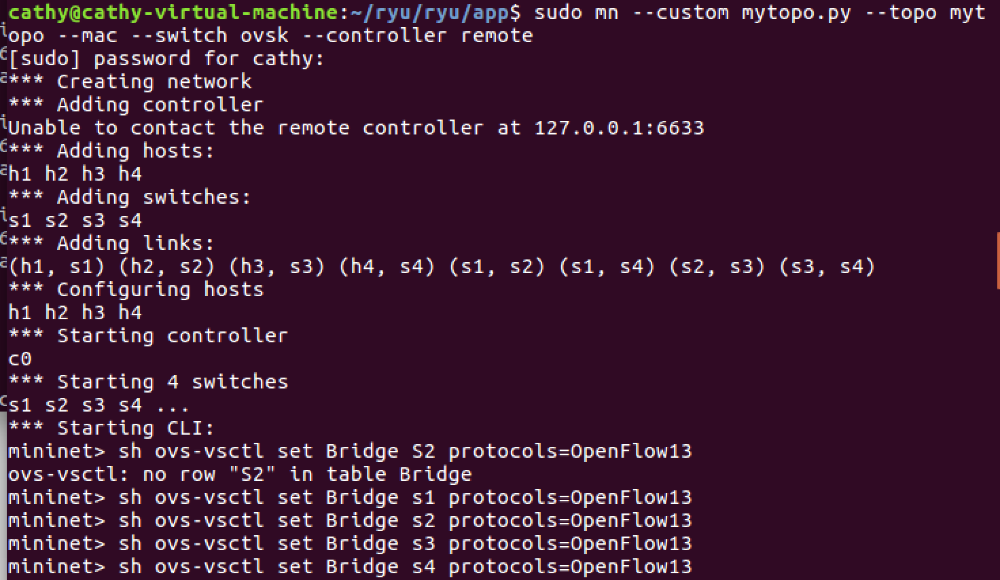 cathy@cathy-virtual-machine:~/ryu/ryu/app$ sudo mn --custom mytopo.py --topo myt
opo --mac --switch ovsk --controller remote
[sudo] password for cathy:
*** Creating network
*** Adding controller
Unable to contact the remote controller at 127.0.0.1:6633
*** Adding hosts:
h1 h2 h3 h4
*** Adding switches:
s1 s2 s3 s4
*** Adding links:
(h1, s1) (h2, s2) (h3, s3) (h4, s4) (s1, s2) (s1, s4) (s2, s3) (s3, s4)
*** Configuring hosts
h1 h2 h3 h4
*** Starting controller
c0
*** Starting 4 switches
s1 s2 s3 s4 ...
*** Starting CLI:
mininet> sh ovs-vsctl set Bridge S2 protocols=OpenFlow13
ovs-vsctl: no row "S2" in table Bridge
mininet> sh ovs-vsctl set Bridge s1 protocols=OpenFlow13
mininet> sh ovs-vsctl set Bridge s2 protocols=OpenFlow13
mininet> sh ovs-vsctl set Bridge s3 protocols=OpenFlow13
mininet> sh ovs-vsctl set Bridge s4 protocols=OpenFlow13